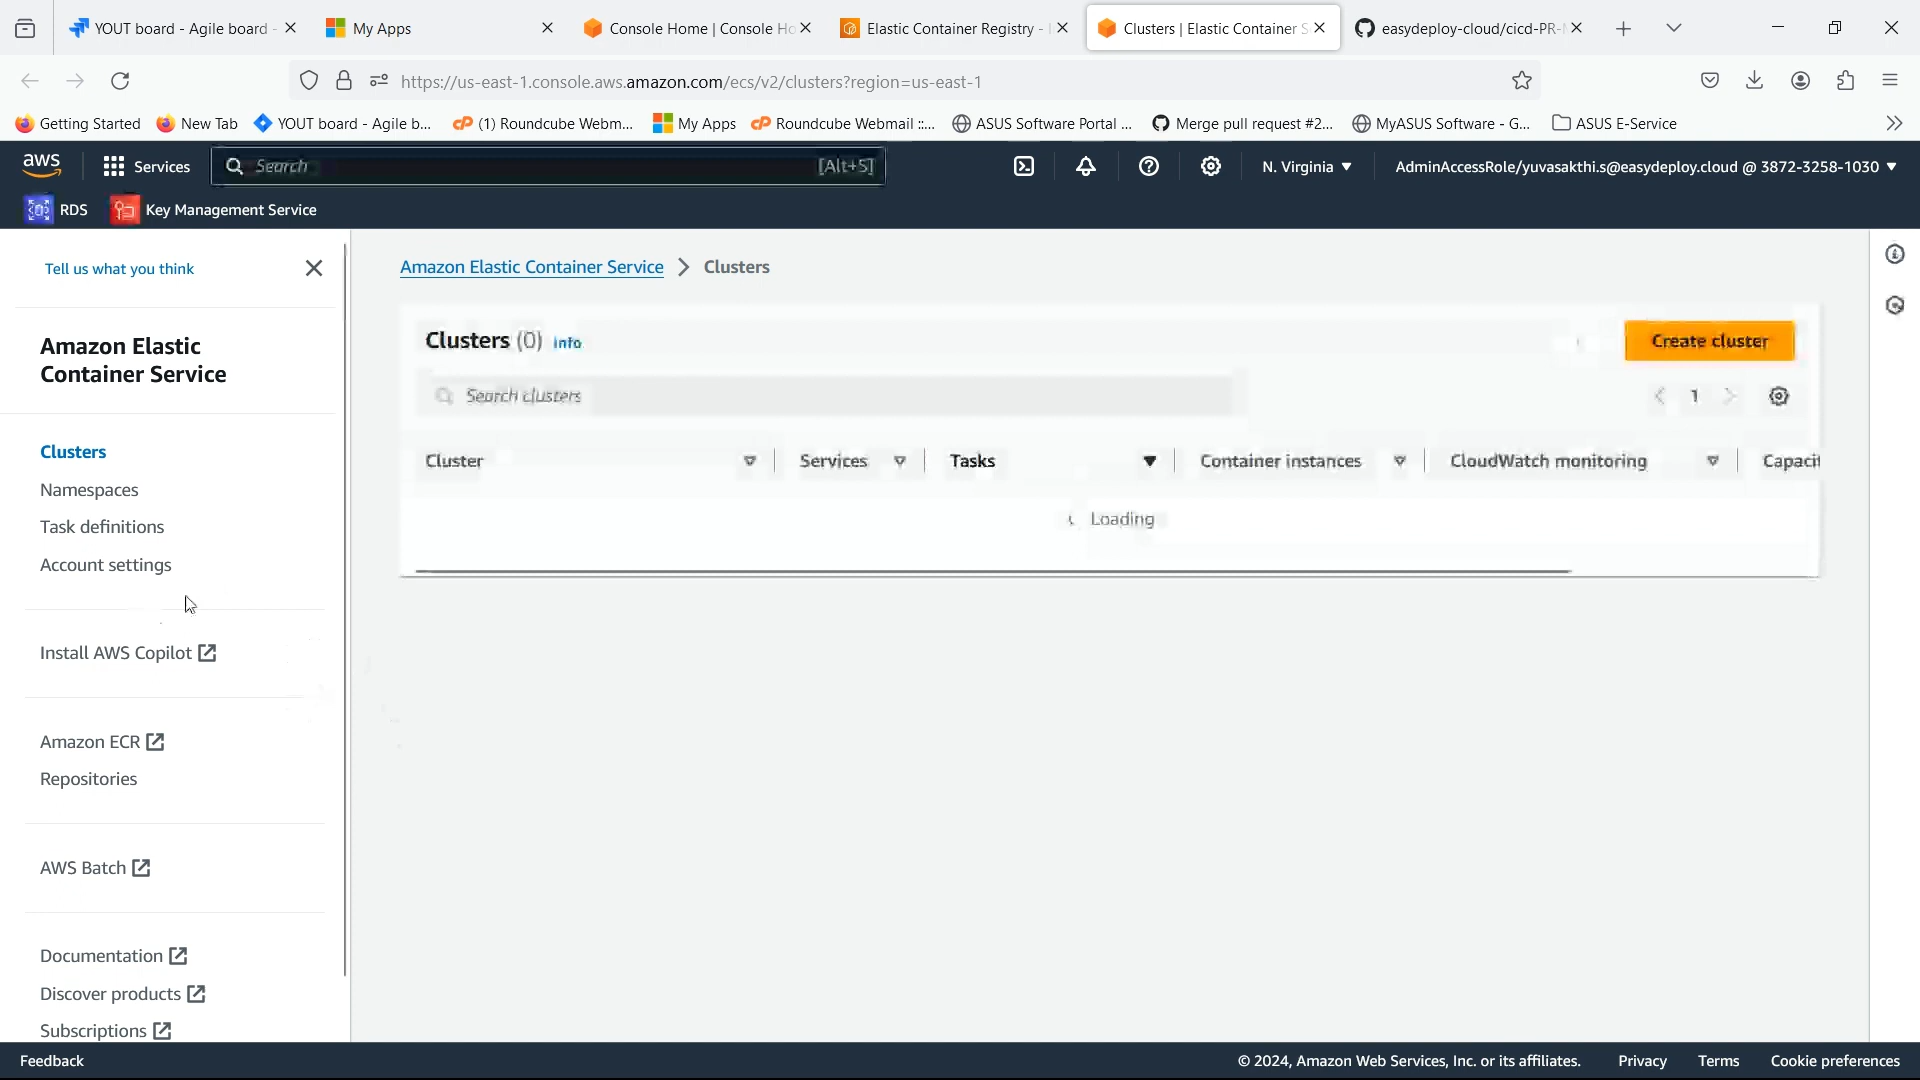 YOUT board - Agile board -
My Apps
Console Home | Console Ho
Elastic Container Registry -
Clusters | Elastic Container S
easydeploy-cloud/cicd-PR-
https://us-east-1.console.aws.amazon.com/ecs/v2/clusters?region=us-east-1
Getting Started
New Tab
YOUT board - Agile b...
(1) Roundcube Webm...
My Apps
Roundcube Webmail ::...
ASUS Software Portal ...
Merge pull request #2...
MyASUS Software - G...
ASUS E-Service
aws
Services
Search
[Alt+S]
N. Virginia
AdminAccessRole/yuvasakthi.s@easydeploy.cloud @ 3872-3258-1030
RDS
Key Management Service
Tell us what you think
Amazon Elastic
Container Service
Clusters
Namespaces
Task definitions
Account settings
Install AWS Copilot
Amazon ECR
Repositories
AWS Batch
Documentation
Discover products
Subscriptions
Amazon Elastic Container Service > Clusters
Clusters (0) Info
Create cluster
Search clusters
1
Cluster
Services
Tasks
Container instances
CloudWatch monitoring
Capacit
Loading
Feedback
© 2024, Amazon Web Services, Inc. or its affiliates.
Privacy
Terms
Cookie preferences